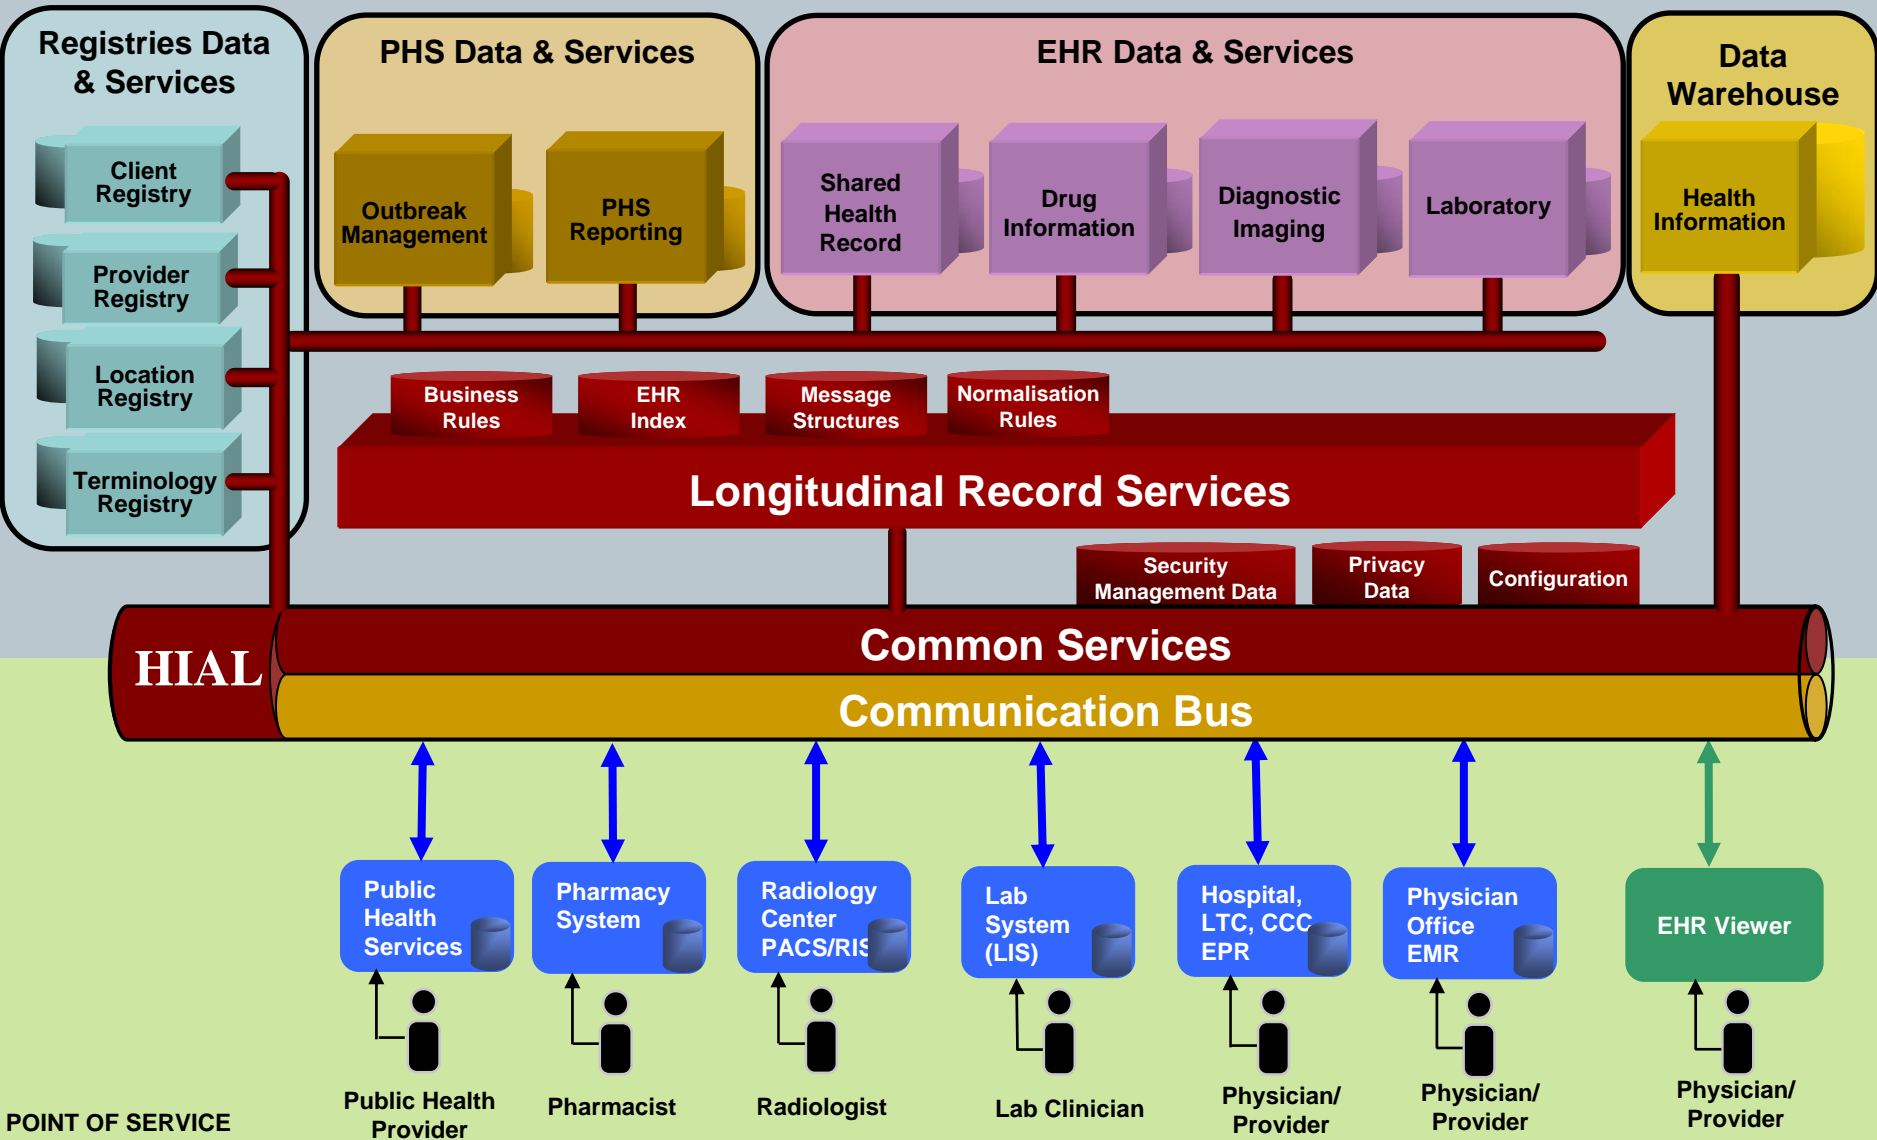 Registries Data
& Services
PHS Data & Services
EHR Data & Services
Data
Warehouse
Client
Registry
Provider
Registry
Location
Registry
Terminology
Registry
Outbreak
Management
PHS
Reporting
Shared
Health
Record
Drug
Information
Diagnostic
Imaging
Laboratory
Health
Information
Business
Rules
EHR
Index
Message
Structures
Normalisation
Rules
Longitudinal Record Services
Security
Management Data
Privacy
Data
Configuration
HIAL
Common Services
Communication Bus
Public
Health
Services
Pharmacy
System
Radiology
Center
PACS/RIS
Lab
System
(LIS)
Hospital,
LTC, CCC
EPR
Physician
Office
EMR
EHR Viewer
Public Health
Provider
Pharmacist
Radiologist
Lab Clinician
Physician/
Provider
Physician/
Provider
Physician/
Provider
POINT OF SERVICE